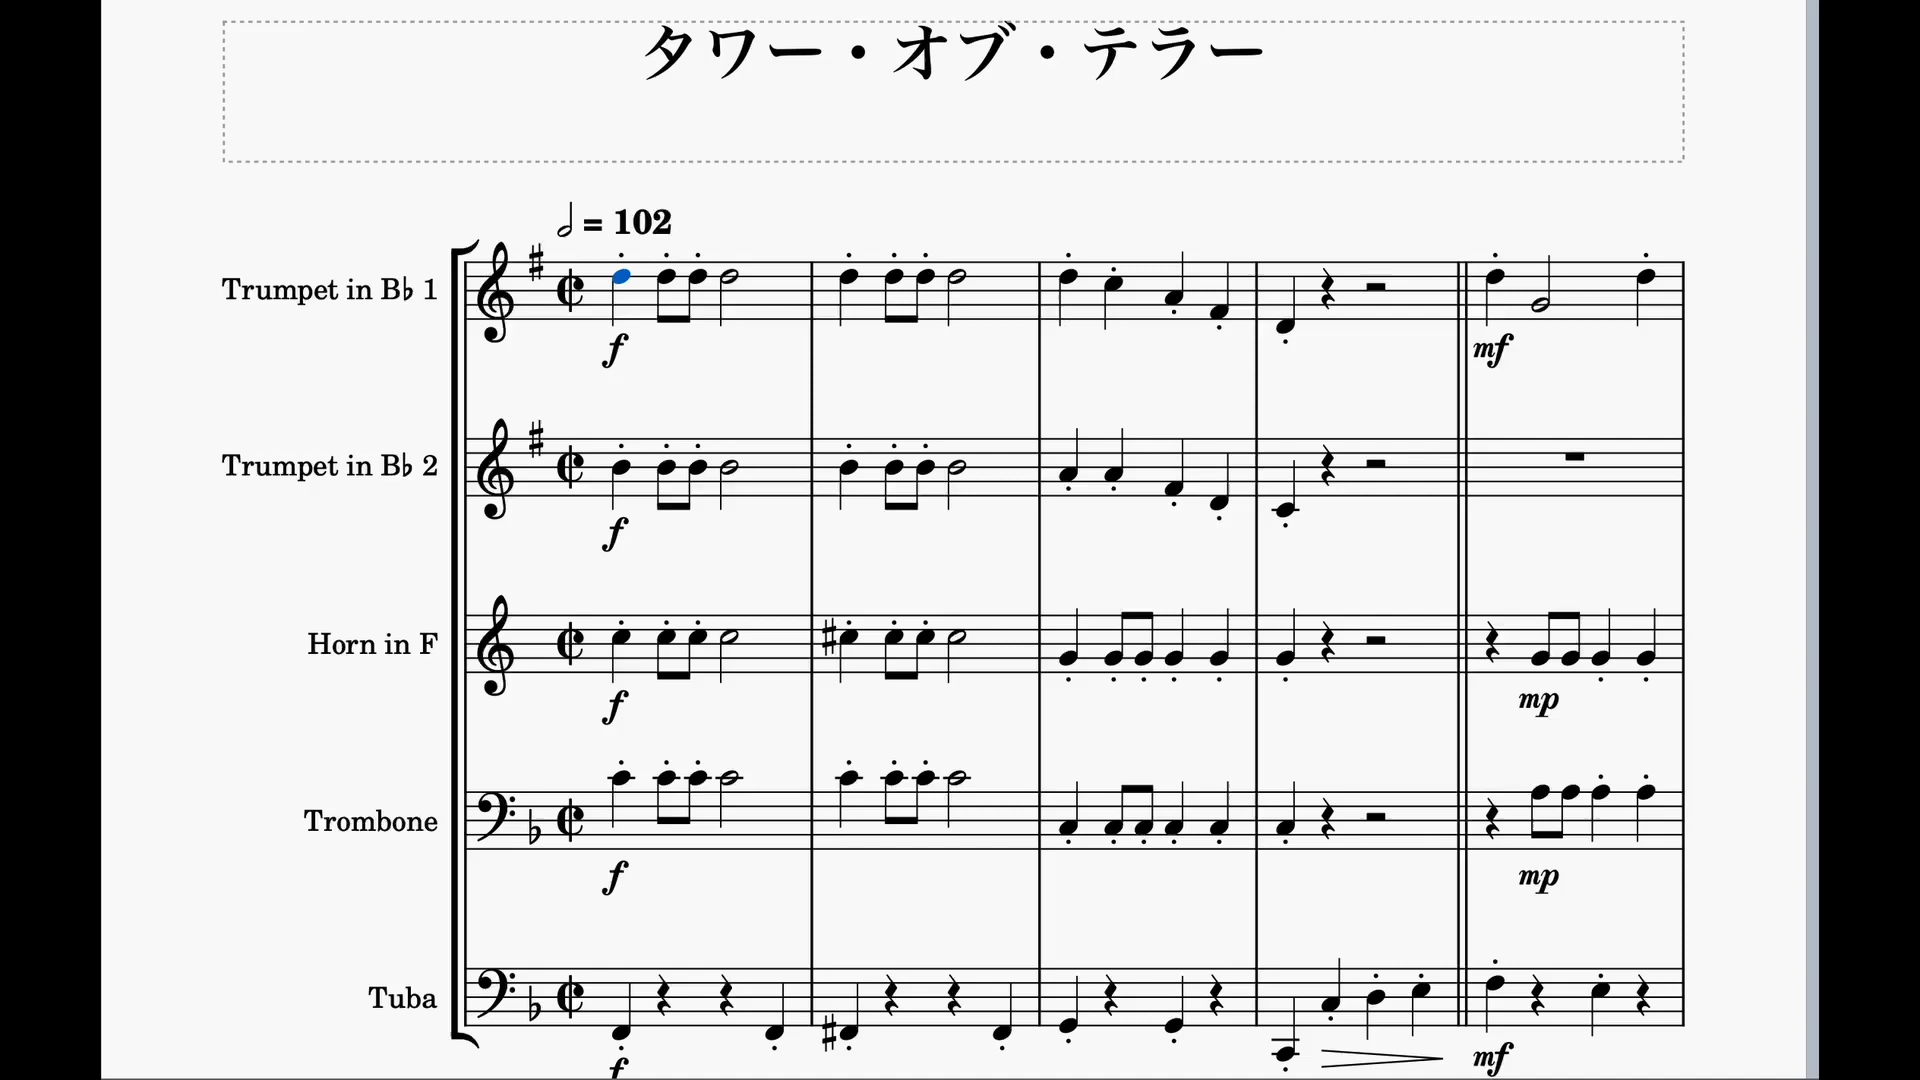 タワー・オブ・テラー
= 102
Trumpet in B♭ 1
f
mf
Trumpet in B♭ 2
f
Horn in F
f
mp
Trombone
f
mp
Tuba
f
mf